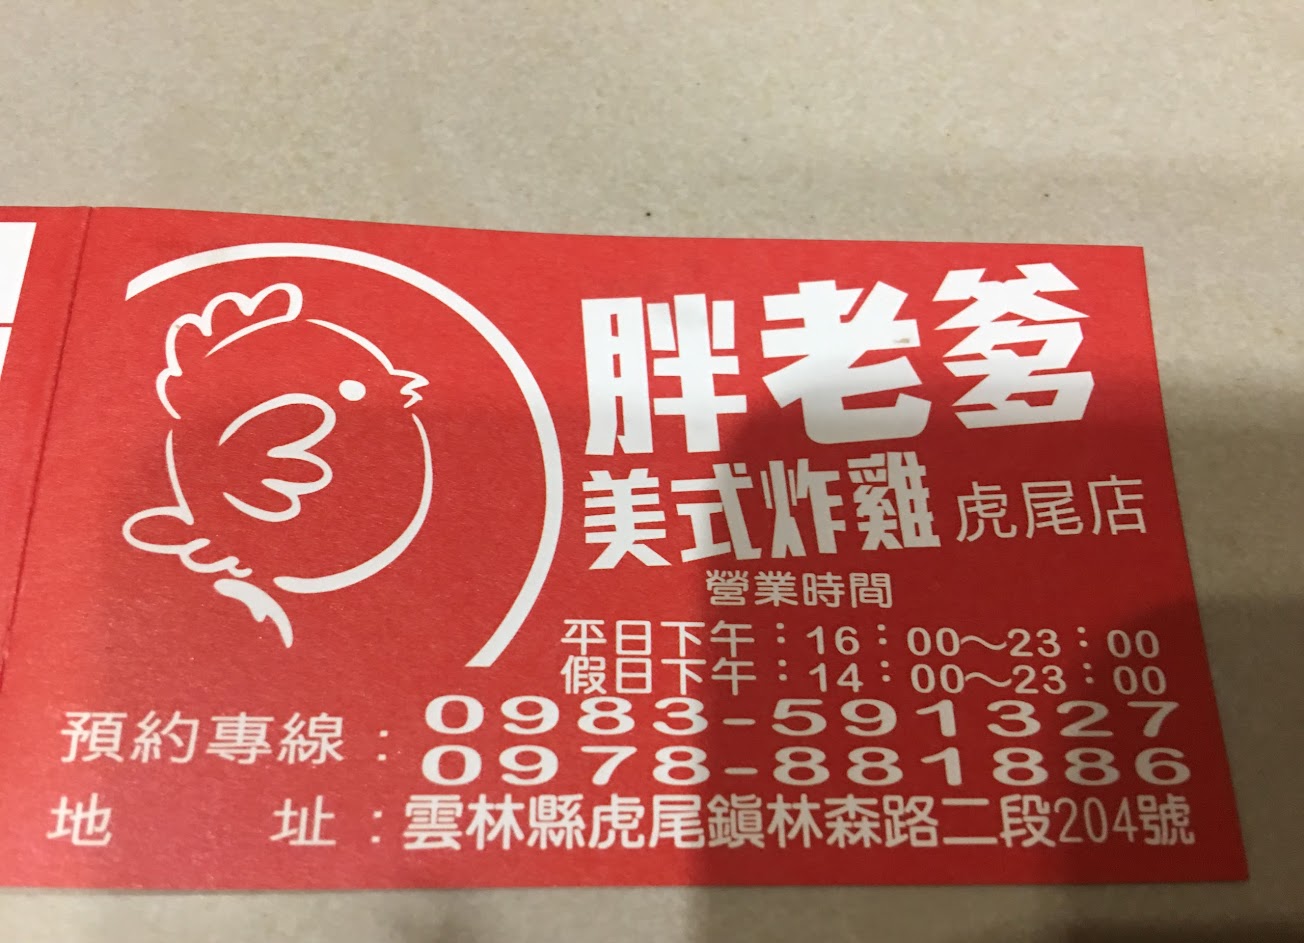 胖老爹
美式炸雞 虎尾店
營業時間
平日下午：16：00～23：00
假日下午：14：00～23：00
預約專線：0983-591327
0978-881886
地址：雲林縣虎尾鎮林森路二段204號